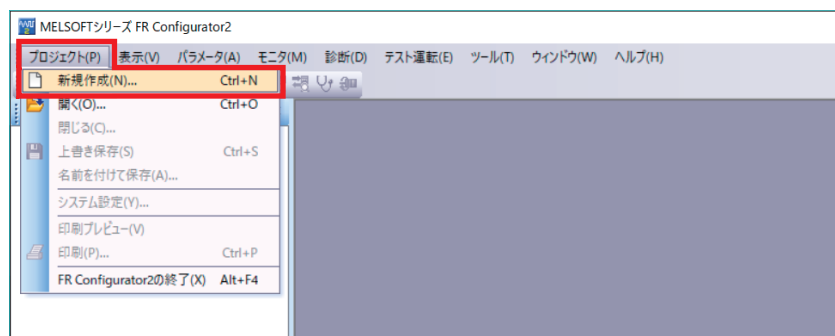 MELSOFTシリーズ FR Configurator2
プロジェクト(P) 表示(V) パラメータ(A) モニタ(M) 診断(D) テスト運転(E) ツール(T) ウィンドウ(W) ヘルプ(H)
新規作成(N)... Ctrl+N
開く(O)... Ctrl+O
閉じる(C)...
上書き保存(S) Ctrl+S
名前を付けて保存(A)...
システム設定(Y)...
印刷プレビュー(V)
印刷(P)... Ctrl+P
FR Configurator2の終了(X) Alt+F4